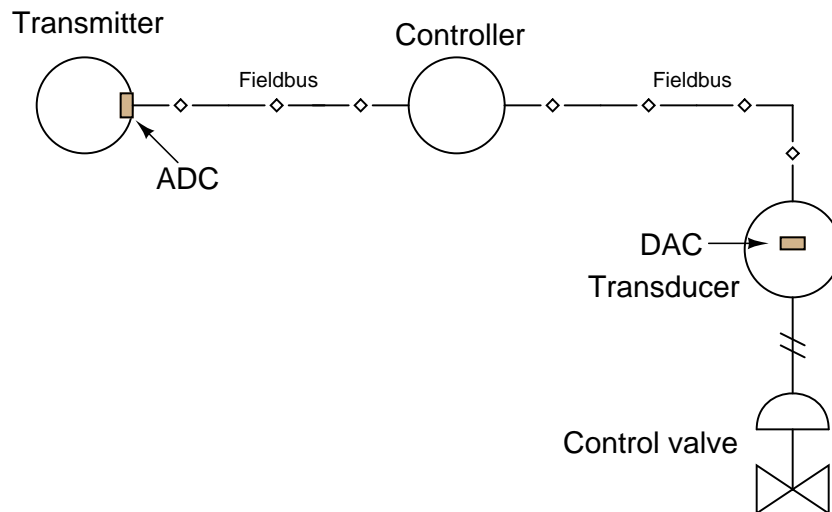 Transmitter
Controller
Fieldbus
Fieldbus
ADC
DAC
Transducer
Control valve